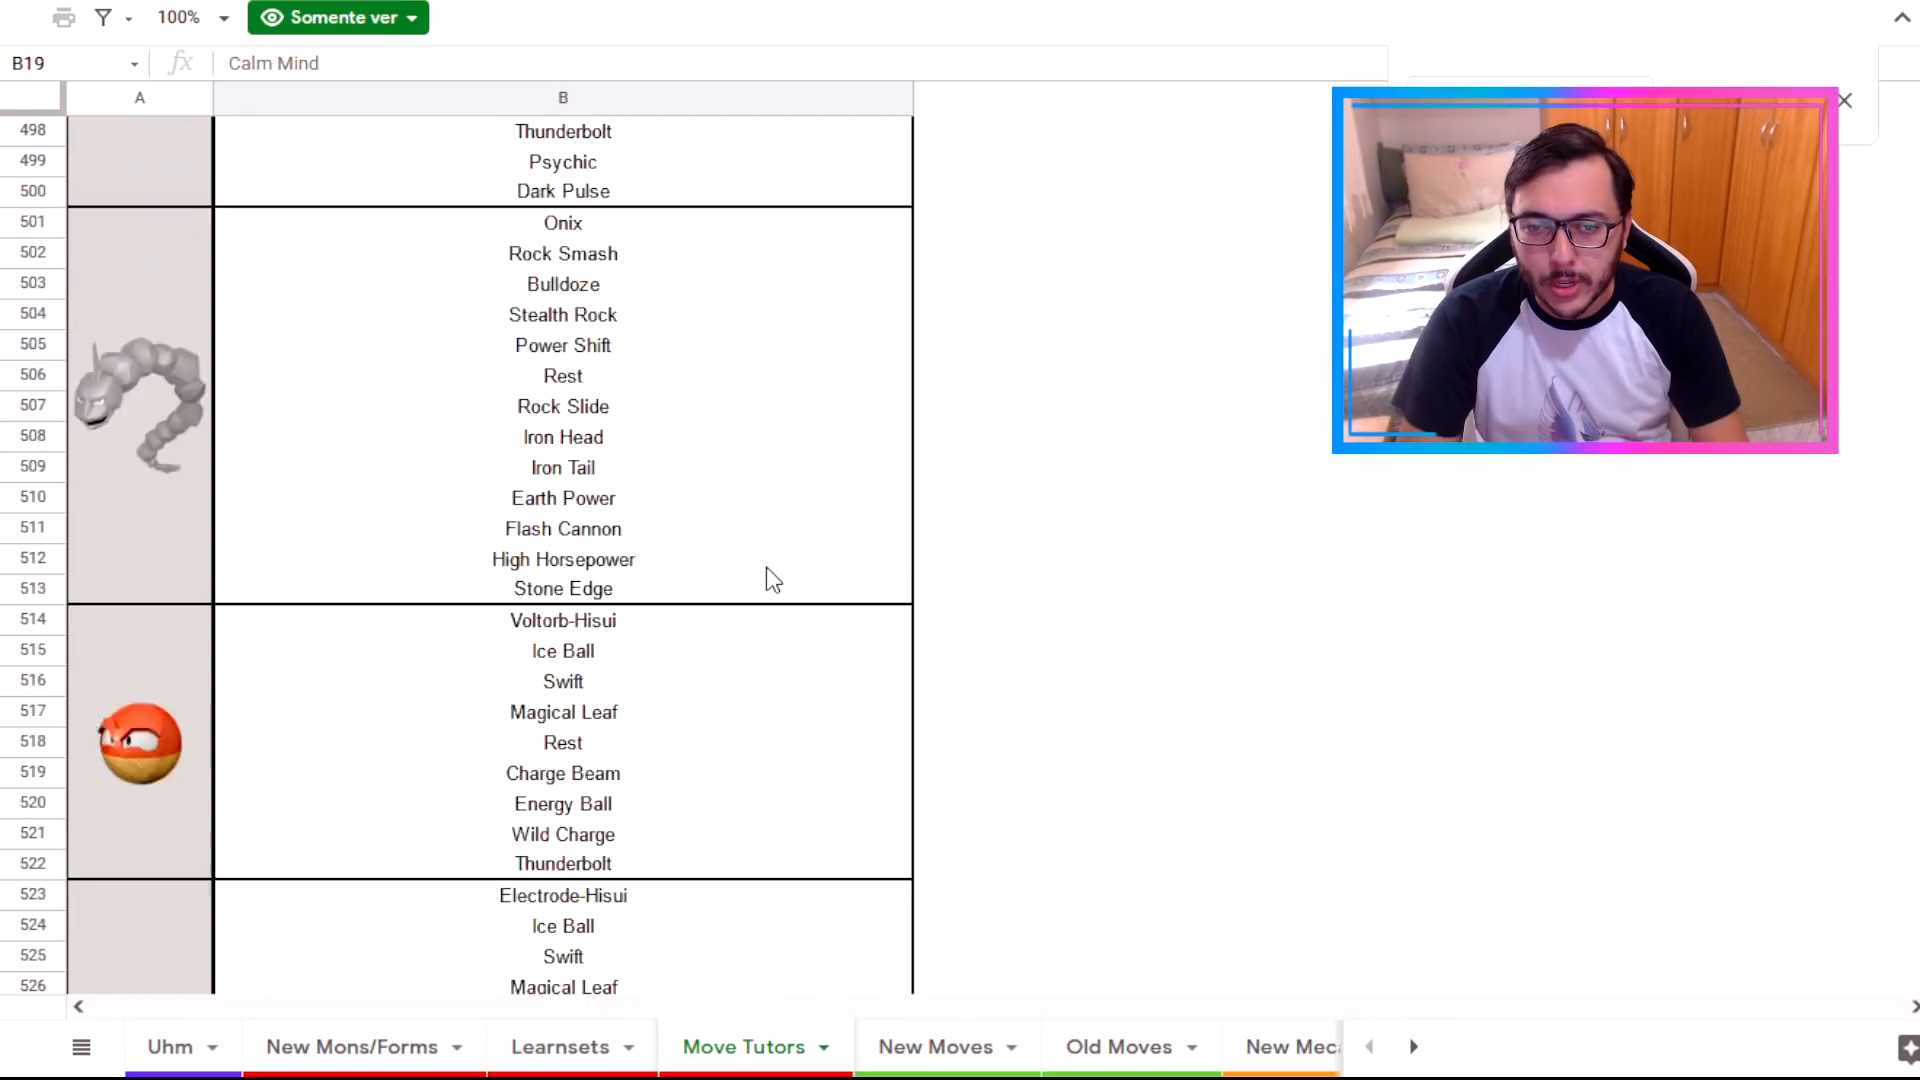 100% Somente ver
B19 fx Calm Mind
A B
498 Thunderbolt
499 Psychic
500 Dark Pulse
501 Onix
502 Rock Smash
503 Bulldoze
504 Stealth Rock
505 Power Shift
506 Rest
507 Rock Slide
508 Iron Head
509 Iron Tail
510 Earth Power
511 Flash Cannon
512 High Horsepower
513 Stone Edge
514 Voltorb-Hisui
515 Ice Ball
516 Swift
517 Magical Leaf
518 Rest
519 Charge Beam
520 Energy Ball
521 Wild Charge
522 Thunderbolt
523 Electrode-Hisui
524 Ice Ball
525 Swift
526 Magical Leaf
Uhm New Mons/Forms Learnsets Move Tutors New Moves Old Moves New Mec